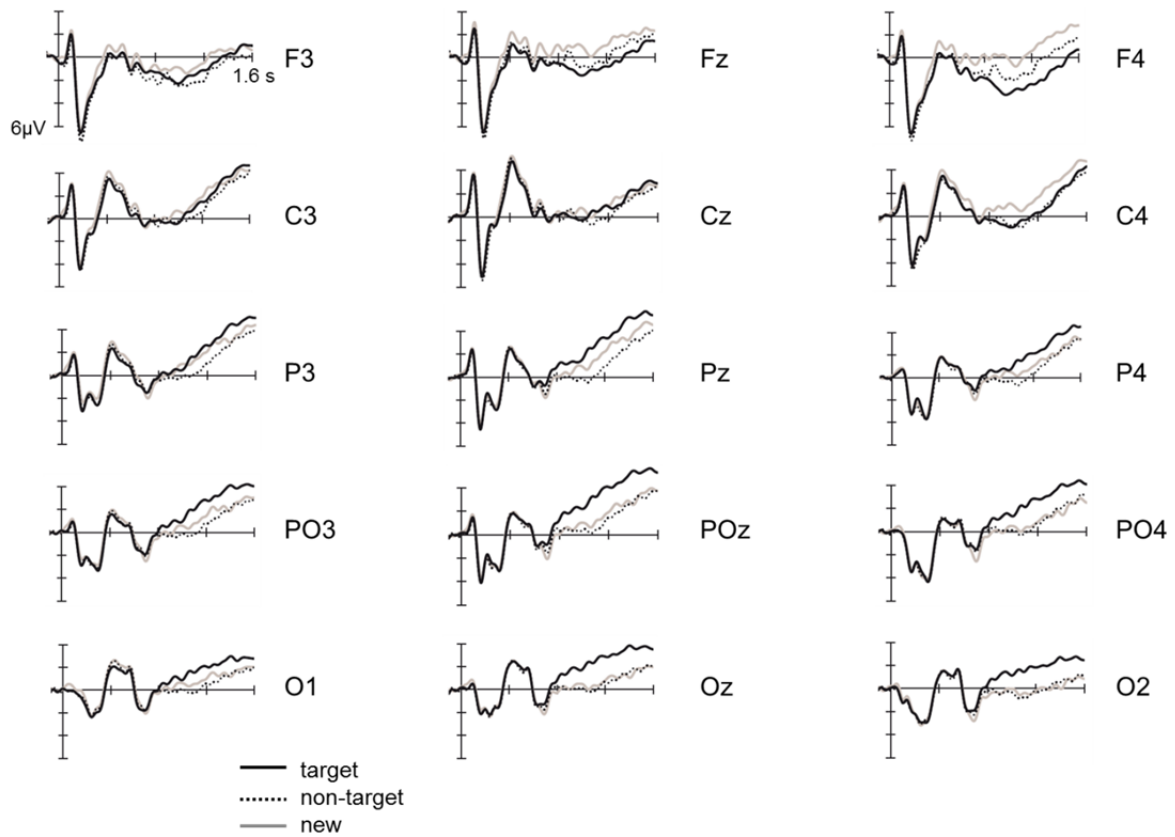 F3
Fz
F4
1.6 s
6µV
C3
Cz
C4
P3
Pz
P4
PO3
POz
PO4
O1
Oz
O2
target
non-target
new